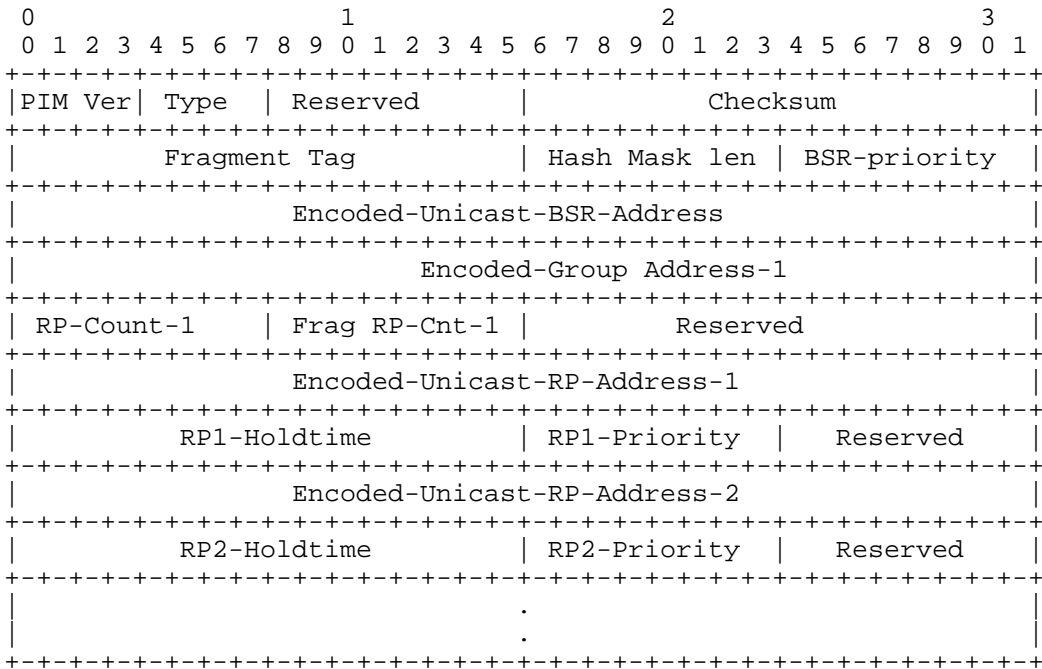 0                   1                   2                   3
0 1 2 3 4 5 6 7 8 9 0 1 2 3 4 5 6 7 8 9 0 1 2 3 4 5 6 7 8 9 0 1
+-+-+-+-+-+-+-+-+-+-+-+-+-+-+-+-+-+-+-+-+-+-+-+-+-+-+-+-+-+-+-+-+
|PIM Ver| Type  | Reserved      |           Checksum            |
+-+-+-+-+-+-+-+-+-+-+-+-+-+-+-+-+-+-+-+-+-+-+-+-+-+-+-+-+-+-+-+-+
|         Fragment Tag          | Hash Mask len | BSR-priority  |
+-+-+-+-+-+-+-+-+-+-+-+-+-+-+-+-+-+-+-+-+-+-+-+-+-+-+-+-+-+-+-+-+
|                 Encoded-Unicast-BSR-Address                   |
+-+-+-+-+-+-+-+-+-+-+-+-+-+-+-+-+-+-+-+-+-+-+-+-+-+-+-+-+-+-+-+-+
|                         Encoded-Group Address-1               |
+-+-+-+-+-+-+-+-+-+-+-+-+-+-+-+-+-+-+-+-+-+-+-+-+-+-+-+-+-+-+-+-+
| RP-Count-1    | Frag RP-Cnt-1 |         Reserved              |
+-+-+-+-+-+-+-+-+-+-+-+-+-+-+-+-+-+-+-+-+-+-+-+-+-+-+-+-+-+-+-+-+
|                 Encoded-Unicast-RP-Address-1                  |
+-+-+-+-+-+-+-+-+-+-+-+-+-+-+-+-+-+-+-+-+-+-+-+-+-+-+-+-+-+-+-+-+
|          RP1-Holdtime         | RP1-Priority  |   Reserved    |
+-+-+-+-+-+-+-+-+-+-+-+-+-+-+-+-+-+-+-+-+-+-+-+-+-+-+-+-+-+-+-+-+
|                 Encoded-Unicast-RP-Address-2                  |
+-+-+-+-+-+-+-+-+-+-+-+-+-+-+-+-+-+-+-+-+-+-+-+-+-+-+-+-+-+-+-+-+
|          RP2-Holdtime         | RP2-Priority  |   Reserved    |
+-+-+-+-+-+-+-+-+-+-+-+-+-+-+-+-+-+-+-+-+-+-+-+-+-+-+-+-+-+-+-+-+
|                               .                               |
|                               .                               |
+-+-+-+-+-+-+-+-+-+-+-+-+-+-+-+-+-+-+-+-+-+-+-+-+-+-+-+-+-+-+-+-+